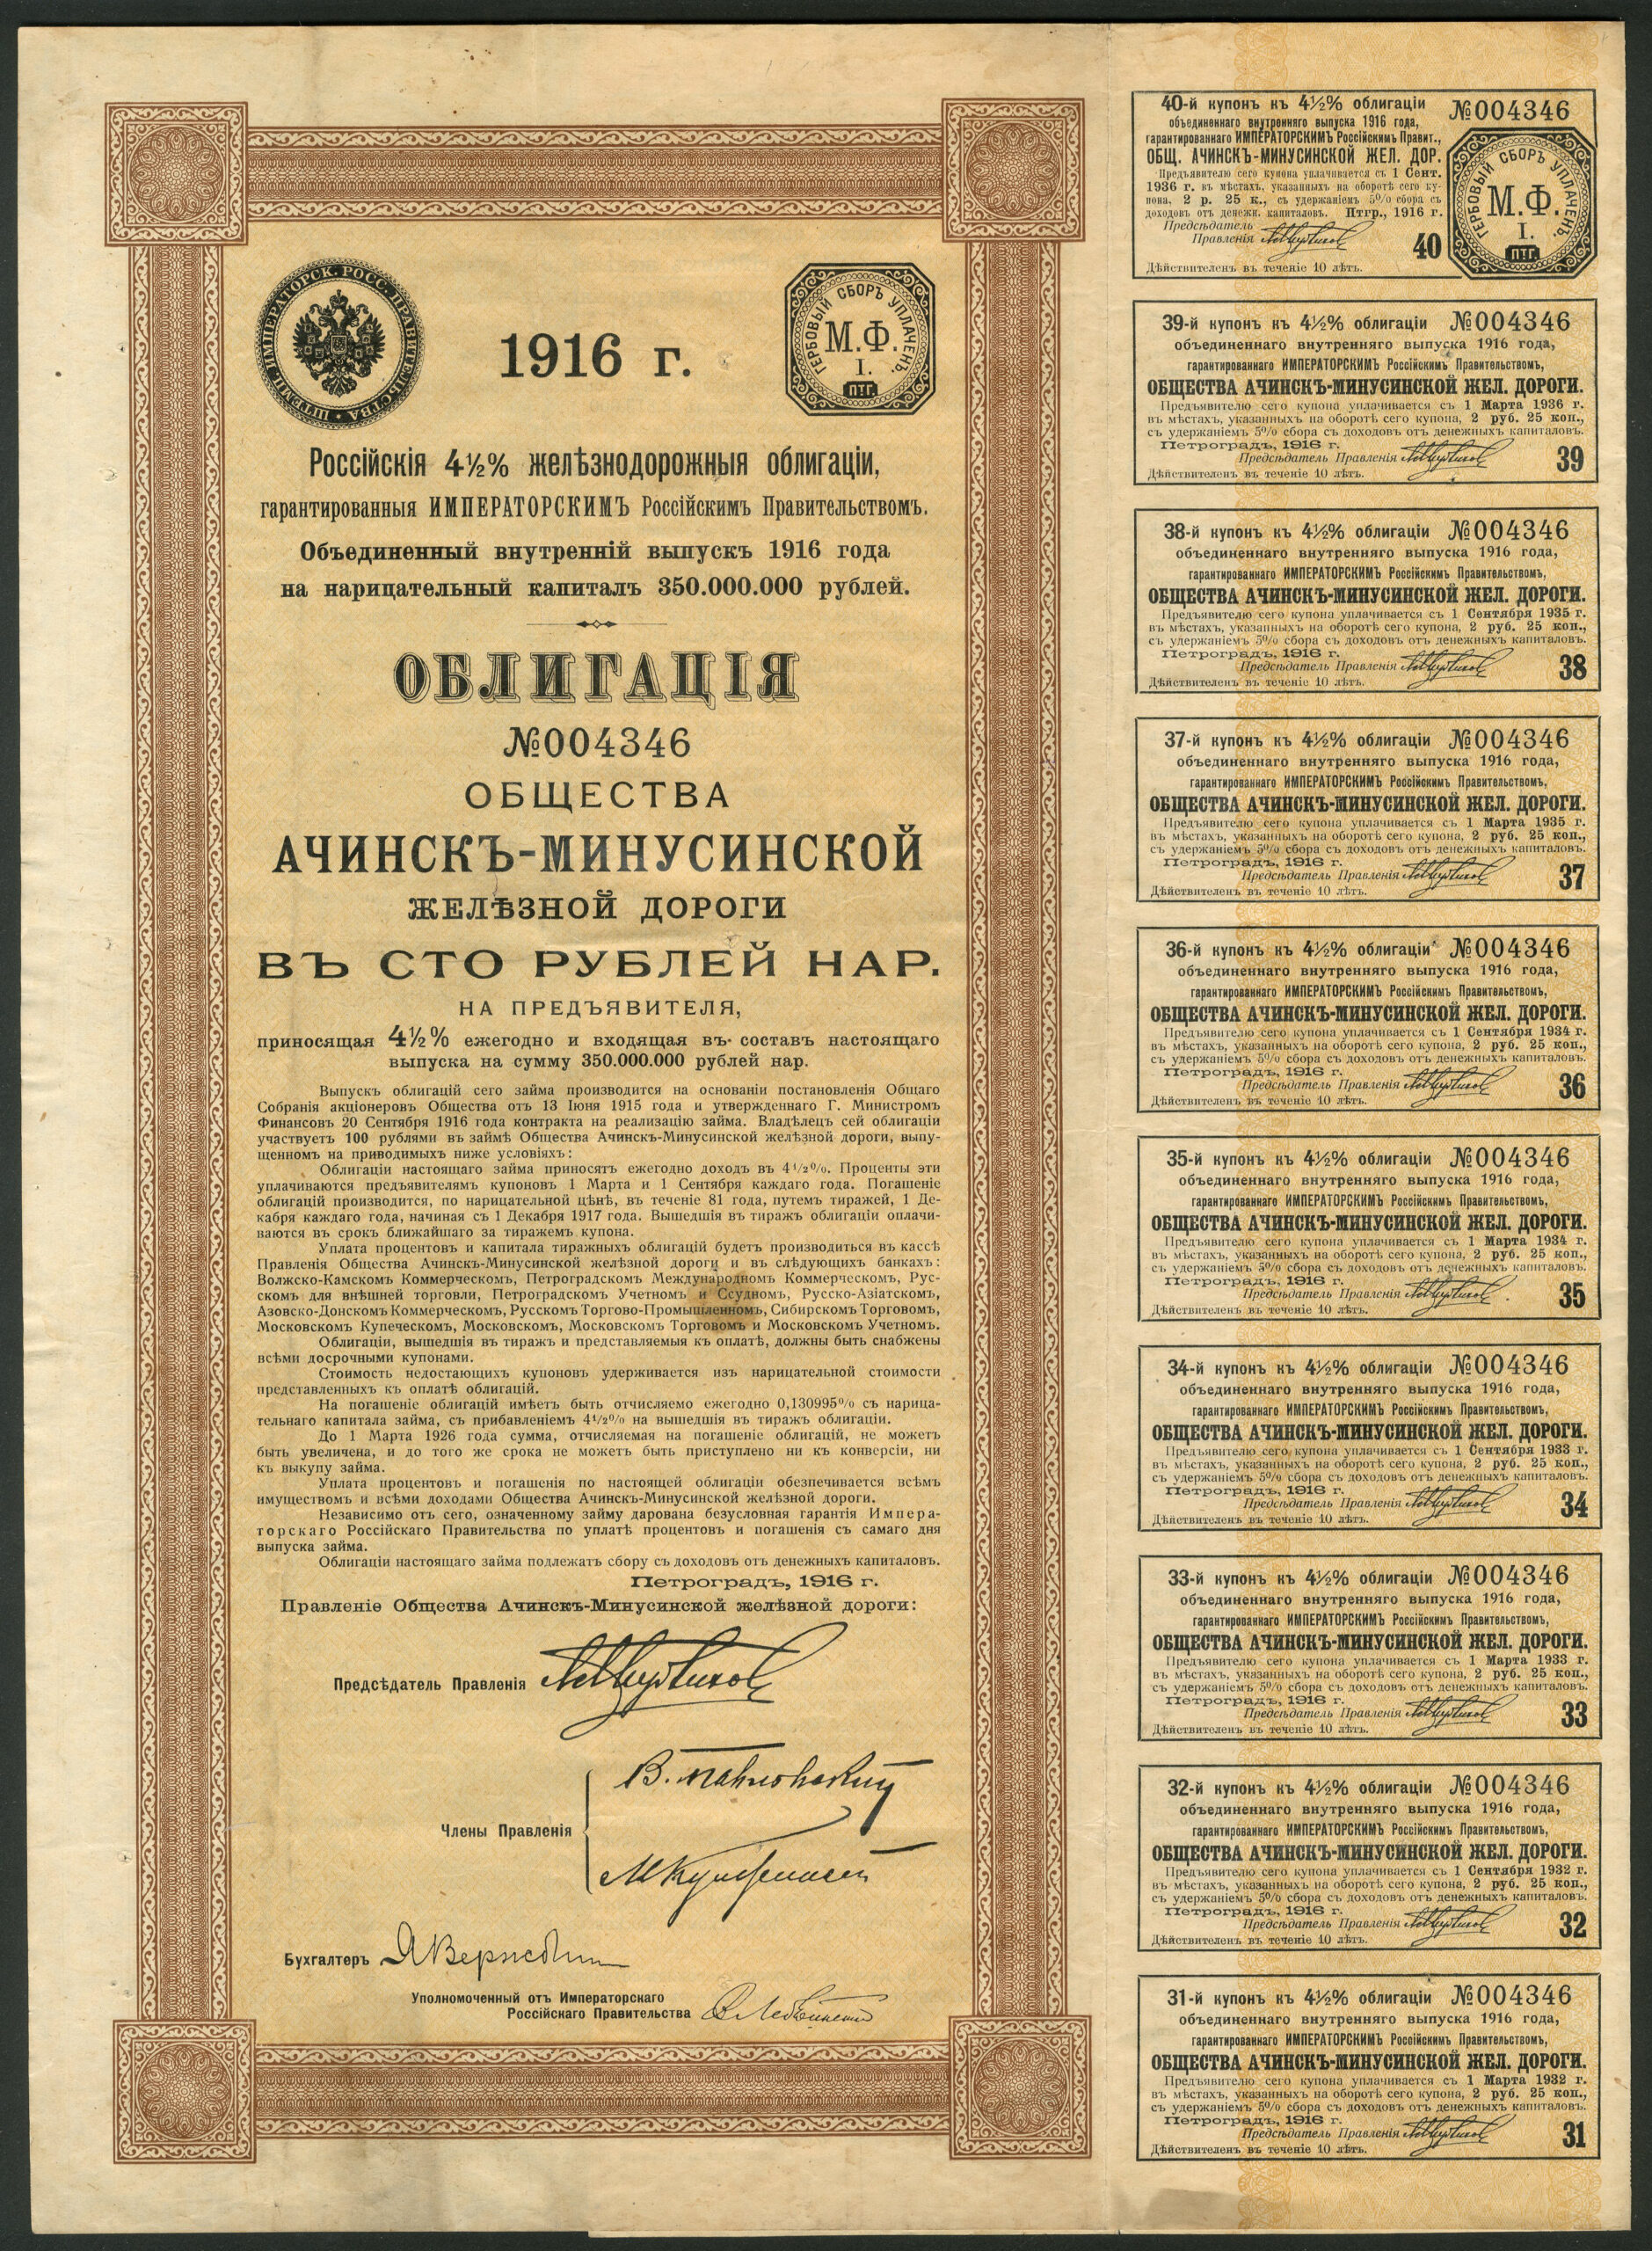 ШТЕМП. ИМПЕРАТОРСК. РОСС. ПРАВИТЕЛЬСТВА
1916 г.
ГЕРБОВЫЙ СБОРЪ УПЛАЧЕНЪ.
М.Ф.
I.
ПТГ.
Россійскія 4½% желѣзнодорожныя облигаціи,
гарантированныя ИМПЕРАТОРСКИМЪ Россійскимъ Правительствомъ.
Объединенный внутренній выпускъ 1916 года
на нарицательный капиталъ 350.000.000 рублей.
ОБЛИГАЦІЯ
№004346
ОБЩЕСТВА
АЧИНСКЪ-МИНУСИНСКОЙ
ЖЕЛѢЗНОЙ ДОРОГИ
ВЪ СТО РУБЛЕЙ НАР.
НА ПРЕДЪЯВИТЕЛЯ,
приносящая 4½% ежегодно и входящая въ составъ настоящаго
выпуска на сумму 350.000.000 рублей нар.
Выпускъ облигацій сего займа производится на основаніи постановленія Общаго
Собранія акціонеровъ Общества отъ 13 Іюня 1915 года и утвержденнаго Г. Министромъ
Финансовъ 20 Сентября 1916 года контракта на реализацію займа. Владѣлецъ сей облигаціи
участвуетъ 100 рублями въ займѣ Общества Ачинскъ-Минусинской желѣзной дороги, выпу-
щенномъ на приводимыхъ ниже условіяхъ:
Облигаціи настоящаго займа приносятъ ежегодно доходъ въ 4½%. Проценты эти
уплачиваются предъявителямъ купоновъ 1 Марта и 1 Сентября каждаго года. Погашеніе
облигацій производится, по нарицательной цѣнѣ, въ теченіе 81 года, путемъ тиражей, 1 Де-
кабря каждаго года, начиная съ 1 Декабря 1917 года. Вышедшія въ тиражъ облигаціи оплачи-
ваются въ срокъ ближайшаго за тиражемъ купона.
Уплата процентовъ и капитала тиражныхъ облигацій будетъ производиться въ кассѣ
Правленія Общества Ачинскъ-Минусинской желѣзной дороги и въ слѣдующихъ банкахъ:
Волжско-Камскомъ Коммерческомъ, Петроградскомъ Международномъ Коммерческомъ, Рус-
скомъ для внѣшней торговли, Петроградскомъ Учетномъ и Ссудномъ, Русско-Азіатскомъ,
Азовско-Донскомъ Коммерческомъ, Русскомъ Торгово-Промышленномъ, Сибирскомъ Торговомъ,
Московскомъ Купеческомъ, Московскомъ, Московскомъ Торговомъ и Московскомъ Учетномъ.
Облигаціи, вышедшія въ тиражъ и представляемыя къ оплатѣ, должны быть снабжены
всѣми досрочными купонами.
Стоимость недостающихъ купоновъ удерживается изъ нарицательной стоимости
представленныхъ къ оплатѣ облигацій.
На погашеніе облигацій имѣетъ быть отчисляемо ежегодно 0,130995% съ нарица-
тельнаго капитала займа, съ прибавленіемъ 4½% на вышедшія въ тиражъ облигаціи.
До 1 Марта 1926 года сумма, отчисляемая на погашеніе облигацій, не можетъ
быть увеличена, и до того же срока не можетъ быть приступлено ни къ конверсіи, ни
къ выкупу займа.
Уплата процентовъ и погашенія по настоящей облигаціи обезпечивается всѣмъ
имуществомъ и всѣми доходами Общества Ачинскъ-Минусинской желѣзной дороги.
Независимо отъ сего, означенному займу дарована безусловная гарантія Импера-
торскаго Россійскаго Правительства по уплатѣ процентовъ и погашенія съ самаго дня
выпуска займа.
Облигаціи настоящаго займа подлежатъ сбору съ доходовъ отъ денежныхъ капиталовъ.
Петроградъ, 1916 г.
Правленіе Общества Ачинскъ-Минусинской желѣзной дороги:
Предсѣдатель Правленія
Члены Правленія
Бухгалтеръ
Уполномоченный отъ Императорскаго
Россійскаго Правительства
40-й купонъ къ 4½% облигаціи №004346
объединеннаго внутренняго выпуска 1916 года,
гарантированнаго ИМПЕРАТОРСКИМЪ Россійскимъ Правит.,
ОБЩ. АЧИНСКЪ-МИНУСИНСКОЙ ЖЕЛ. ДОР.
Предъявителю сего купона уплачивается съ 1 Сент.
1936 г. въ мѣстахъ, указанныхъ на оборотѣ сего ку-
пона, 2 р. 25 к., съ удержаніемъ 5% сбора съ
доходовъ отъ денежн. капиталовъ. Птгр., 1916 г.
Предсѣдатель
Правленія
40
Дѣйствителенъ въ теченіе 10 лѣтъ.
ГЕРБОВЫЙ СБОРЪ УПЛАЧЕНЪ.
М.Ф.
I.
ПТГ.
39-й купонъ къ 4½% облигаціи №004346
объединеннаго внутренняго выпуска 1916 года,
гарантированнаго ИМПЕРАТОРСКИМЪ Россійскимъ Правительствомъ,
ОБЩЕСТВА АЧИНСКЪ-МИНУСИНСКОЙ ЖЕЛ. ДОРОГИ.
Предъявителю сего купона уплачивается съ 1 Марта 1936 г.
въ мѣстахъ, указанныхъ на оборотѣ сего купона, 2 руб. 25 коп.,
съ удержаніемъ 5% сбора съ доходовъ отъ денежныхъ капиталовъ.
Петроградъ, 1916 г.
Предсѣдатель Правленія
39
Дѣйствителенъ въ теченіе 10 лѣтъ.
38-й купонъ къ 4½% облигаціи №004346
объединеннаго внутренняго выпуска 1916 года,
гарантированнаго ИМПЕРАТОРСКИМЪ Россійскимъ Правительствомъ,
ОБЩЕСТВА АЧИНСКЪ-МИНУСИНСКОЙ ЖЕЛ. ДОРОГИ.
Предъявителю сего купона уплачивается съ 1 Сентября 1935 г.
въ мѣстахъ, указанныхъ на оборотѣ сего купона, 2 руб. 25 коп.,
съ удержаніемъ 5% сбора съ доходовъ отъ денежныхъ капиталовъ.
Петроградъ, 1916 г.
Предсѣдатель Правленія
38
Дѣйствителенъ въ теченіе 10 лѣтъ.
37-й купонъ къ 4½% облигаціи №004346
объединеннаго внутренняго выпуска 1916 года,
гарантированнаго ИМПЕРАТОРСКИМЪ Россійскимъ Правительствомъ,
ОБЩЕСТВА АЧИНСКЪ-МИНУСИНСКОЙ ЖЕЛ. ДОРОГИ.
Предъявителю сего купона уплачивается съ 1 Марта 1935 г.
въ мѣстахъ, указанныхъ на оборотѣ сего купона, 2 руб. 25 коп.,
съ удержаніемъ 5% сбора съ доходовъ отъ денежныхъ капиталовъ.
Петроградъ, 1916 г.
Предсѣдатель Правленія
37
Дѣйствителенъ въ теченіе 10 лѣтъ.
36-й купонъ къ 4½% облигаціи №004346
объединеннаго внутренняго выпуска 1916 года,
гарантированнаго ИМПЕРАТОРСКИМЪ Россійскимъ Правительствомъ,
ОБЩЕСТВА АЧИНСКЪ-МИНУСИНСКОЙ ЖЕЛ. ДОРОГИ.
Предъявителю сего купона уплачивается съ 1 Сентября 1934 г.
въ мѣстахъ, указанныхъ на оборотѣ сего купона, 2 руб. 25 коп.,
съ удержаніемъ 5% сбора съ доходовъ отъ денежныхъ капиталовъ.
Петроградъ, 1916 г.
Предсѣдатель Правленія
36
Дѣйствителенъ въ теченіе 10 лѣтъ.
35-й купонъ къ 4½% облигаціи №004346
объединеннаго внутренняго выпуска 1916 года,
гарантированнаго ИМПЕРАТОРСКИМЪ Россійскимъ Правительствомъ,
ОБЩЕСТВА АЧИНСКЪ-МИНУСИНСКОЙ ЖЕЛ. ДОРОГИ.
Предъявителю сего купона уплачивается съ 1 Марта 1934 г.
въ мѣстахъ, указанныхъ на оборотѣ сего купона, 2 руб. 25 коп.,
съ удержаніемъ 5% сбора съ доходовъ отъ денежныхъ капиталовъ.
Петроградъ, 1916 г.
Предсѣдатель Правленія
35
Дѣйствителенъ въ теченіе 10 лѣтъ.
34-й купонъ къ 4½% облигаціи №004346
объединеннаго внутренняго выпуска 1916 года,
гарантированнаго ИМПЕРАТОРСКИМЪ Россійскимъ Правительствомъ,
ОБЩЕСТВА АЧИНСКЪ-МИНУСИНСКОЙ ЖЕЛ. ДОРОГИ.
Предъявителю сего купона уплачивается съ 1 Сентября 1933 г.
въ мѣстахъ, указанныхъ на оборотѣ сего купона, 2 руб. 25 коп.,
съ удержаніемъ 5% сбора съ доходовъ отъ денежныхъ капиталовъ.
Петроградъ, 1916 г.
Предсѣдатель Правленія
34
Дѣйствителенъ въ теченіе 10 лѣтъ.
33-й купонъ къ 4½% облигаціи №004346
объединеннаго внутренняго выпуска 1916 года,
гарантированнаго ИМПЕРАТОРСКИМЪ Россійскимъ Правительствомъ,
ОБЩЕСТВА АЧИНСКЪ-МИНУСИНСКОЙ ЖЕЛ. ДОРОГИ.
Предъявителю сего купона уплачивается съ 1 Марта 1933 г.
въ мѣстахъ, указанныхъ на оборотѣ сего купона, 2 руб. 25 коп.,
съ удержаніемъ 5% сбора съ доходовъ отъ денежныхъ капиталовъ.
Петроградъ, 1916 г.
Предсѣдатель Правленія
33
Дѣйствителенъ въ теченіе 10 лѣтъ.
32-й купонъ къ 4½% облигаціи №004346
объединеннаго внутренняго выпуска 1916 года,
гарантированнаго ИМПЕРАТОРСКИМЪ Россійскимъ Правительствомъ,
ОБЩЕСТВА АЧИНСКЪ-МИНУСИНСКОЙ ЖЕЛ. ДОРОГИ.
Предъявителю сего купона уплачивается съ 1 Сентября 1932 г.
въ мѣстахъ, указанныхъ на оборотѣ сего купона, 2 руб. 25 коп.,
съ удержаніемъ 5% сбора съ доходовъ отъ денежныхъ капиталовъ.
Петроградъ, 1916 г.
Предсѣдатель Правленія
32
Дѣйствителенъ въ теченіе 10 лѣтъ.
31-й купонъ къ 4½% облигаціи №004346
объединеннаго внутренняго выпуска 1916 года,
гарантированнаго ИМПЕРАТОРСКИМЪ Россійскимъ Правительствомъ,
ОБЩЕСТВА АЧИНСКЪ-МИНУСИНСКОЙ ЖЕЛ. ДОРОГИ.
Предъявителю сего купона уплачивается съ 1 Марта 1932 г.
въ мѣстахъ, указанныхъ на оборотѣ сего купона, 2 руб. 25 коп.,
съ удержаніемъ 5% сбора съ доходовъ отъ денежныхъ капиталовъ.
Петроградъ, 1916 г.
Предсѣдатель Правленія
31
Дѣйствителенъ въ теченіе 10 лѣтъ.